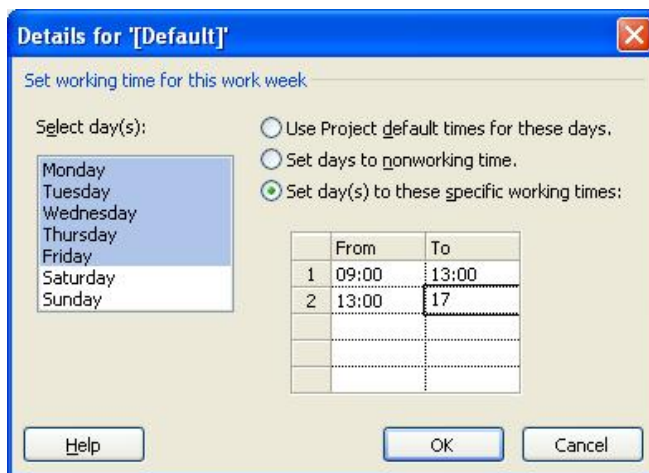 Details for '[Default]'
Set working time for this work week
Select day(s):
Use Project default times for these days.
Set days to nonworking time.
Set day(s) to these specific working times:
Monday
Tuesday
Wednesday
Thursday
Friday
Saturday
Sunday
From To
1 09:00 13:00
2 13:00 17
Help OK Cancel